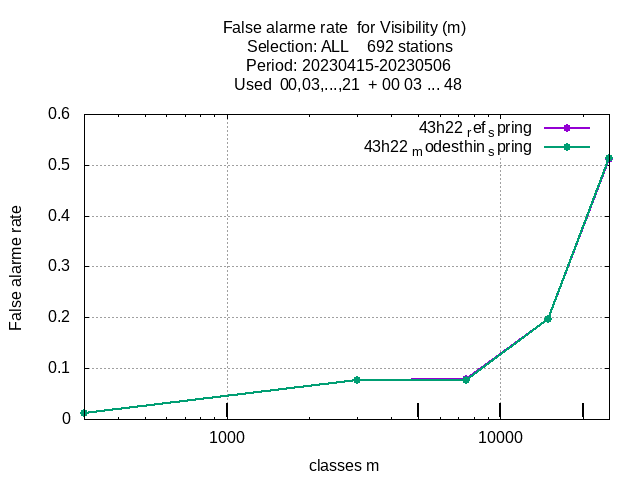 False alarme rate  for Visibility (m)
Selection: ALL    692 stations
Period: 20230415-20230506
Used  00,03,...,21  + 00 03 ... 48
43h22 ref spring
43h22 modesthin spring
0.6
0.5
0.4
0.3
0.2
0.1
0
False alarme rate
1000
10000
classes m